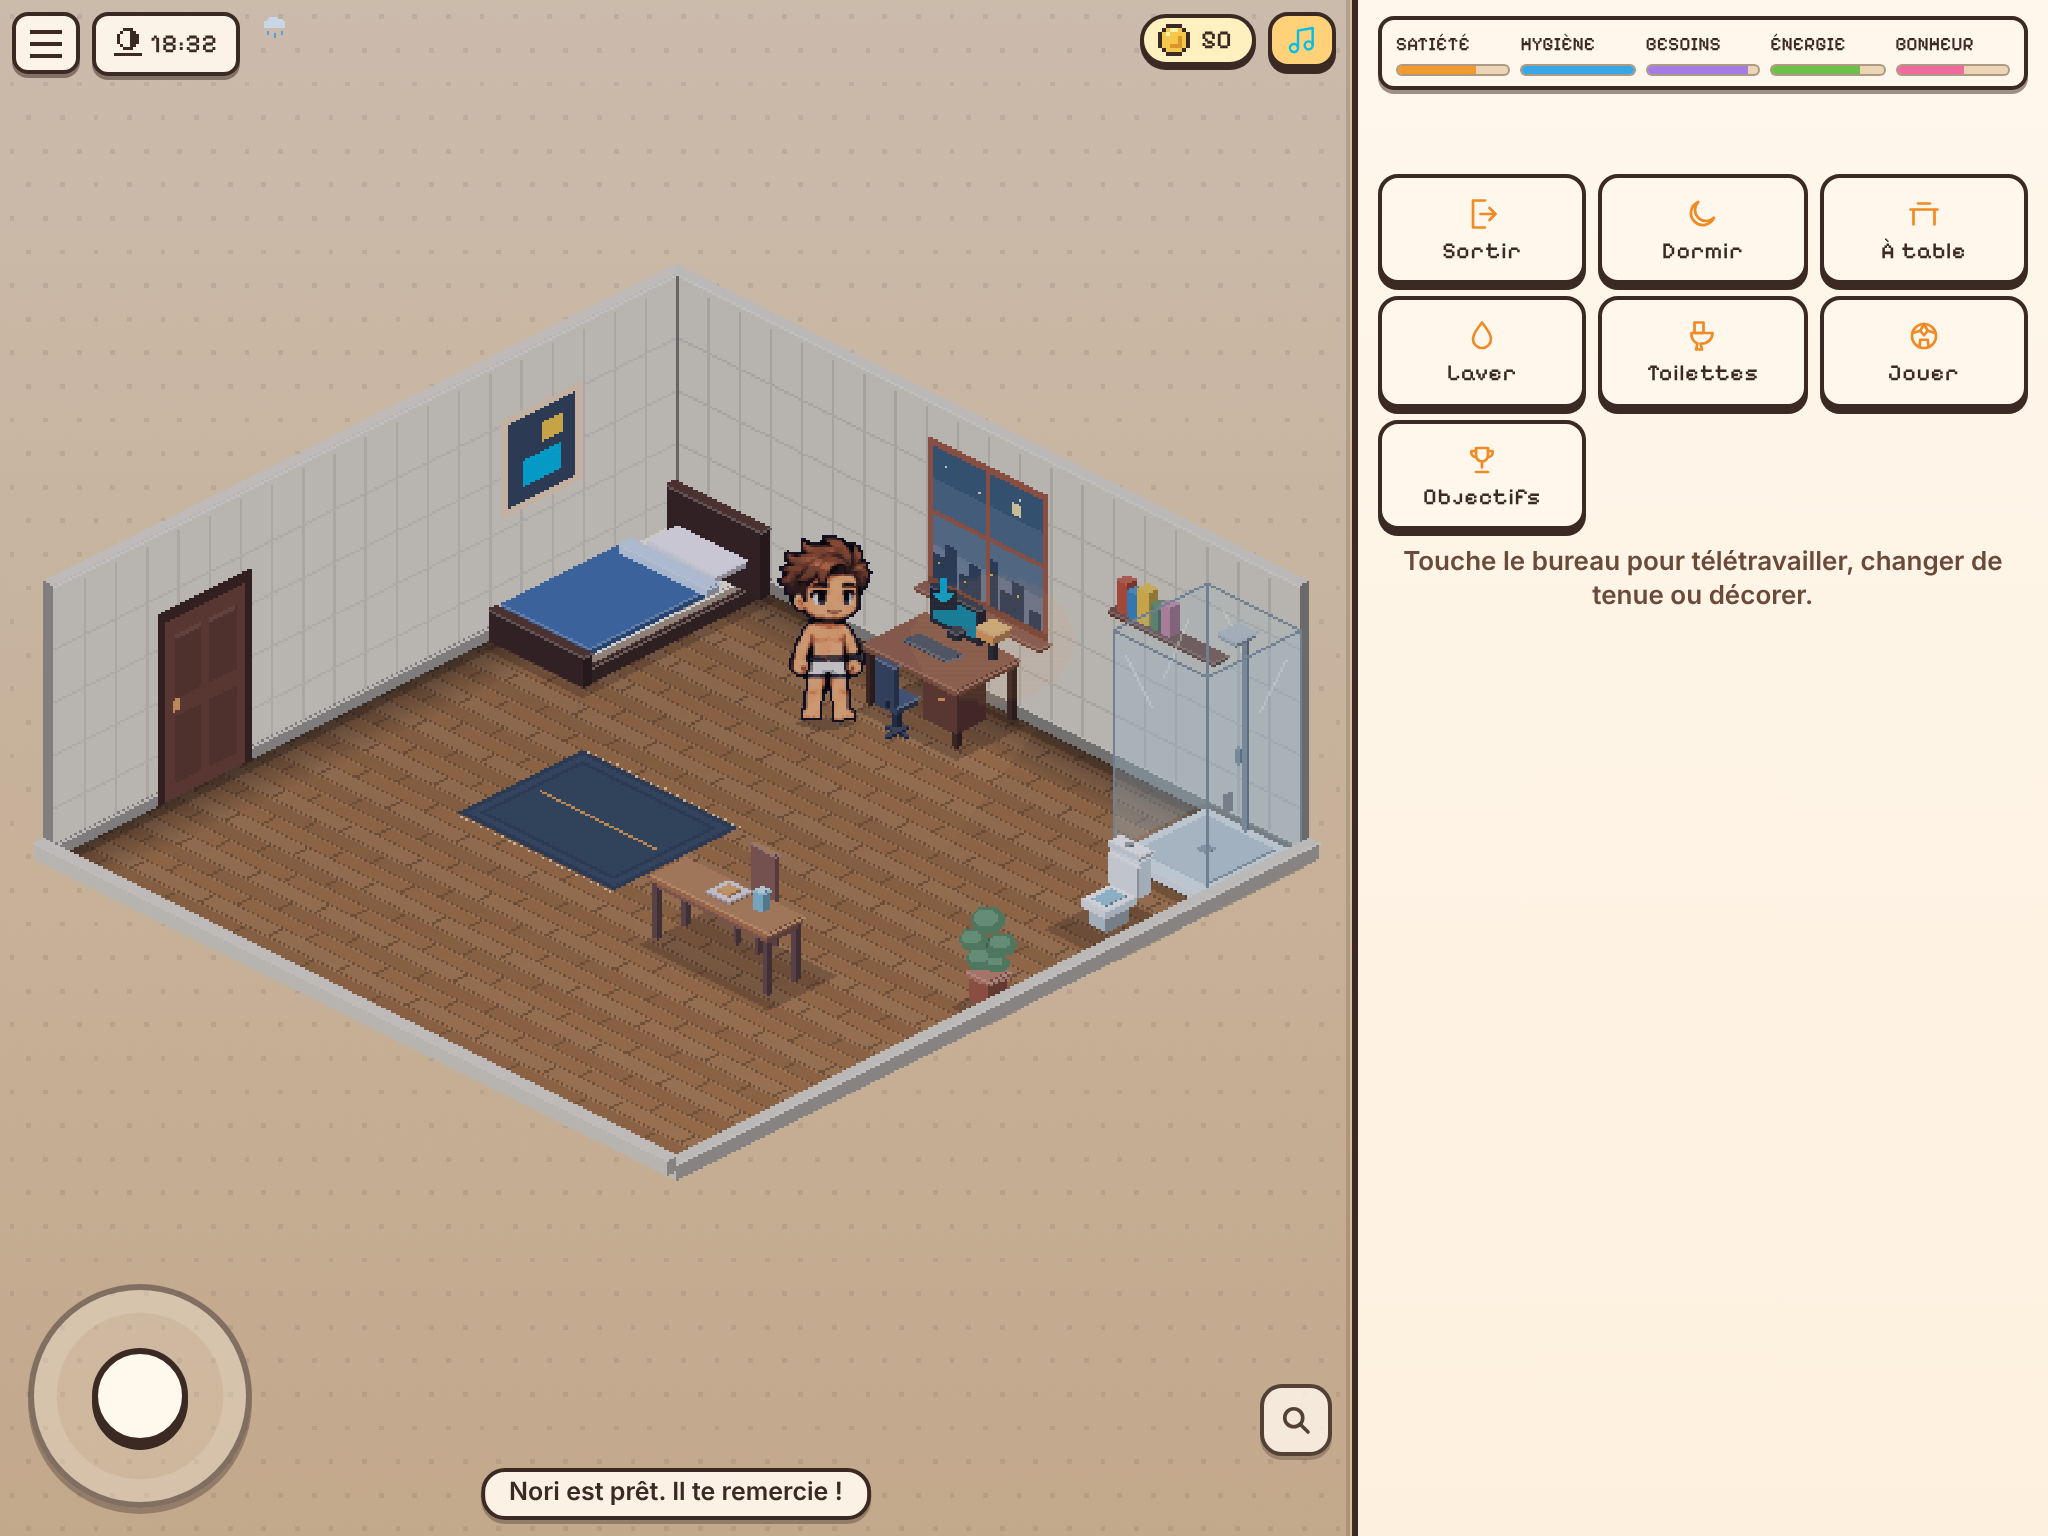 18:32
80
SATIÉTÉ
HYGIÈNE
BESOINS
ÉNERGIE
BONHEUR
Sortir
Dormir
À table
Laver
Toilettes
Jouer
Objectifs
Touche le bureau pour télétravailler, changer de
tenue ou décorer.
Nori est prêt. Il te remercie !